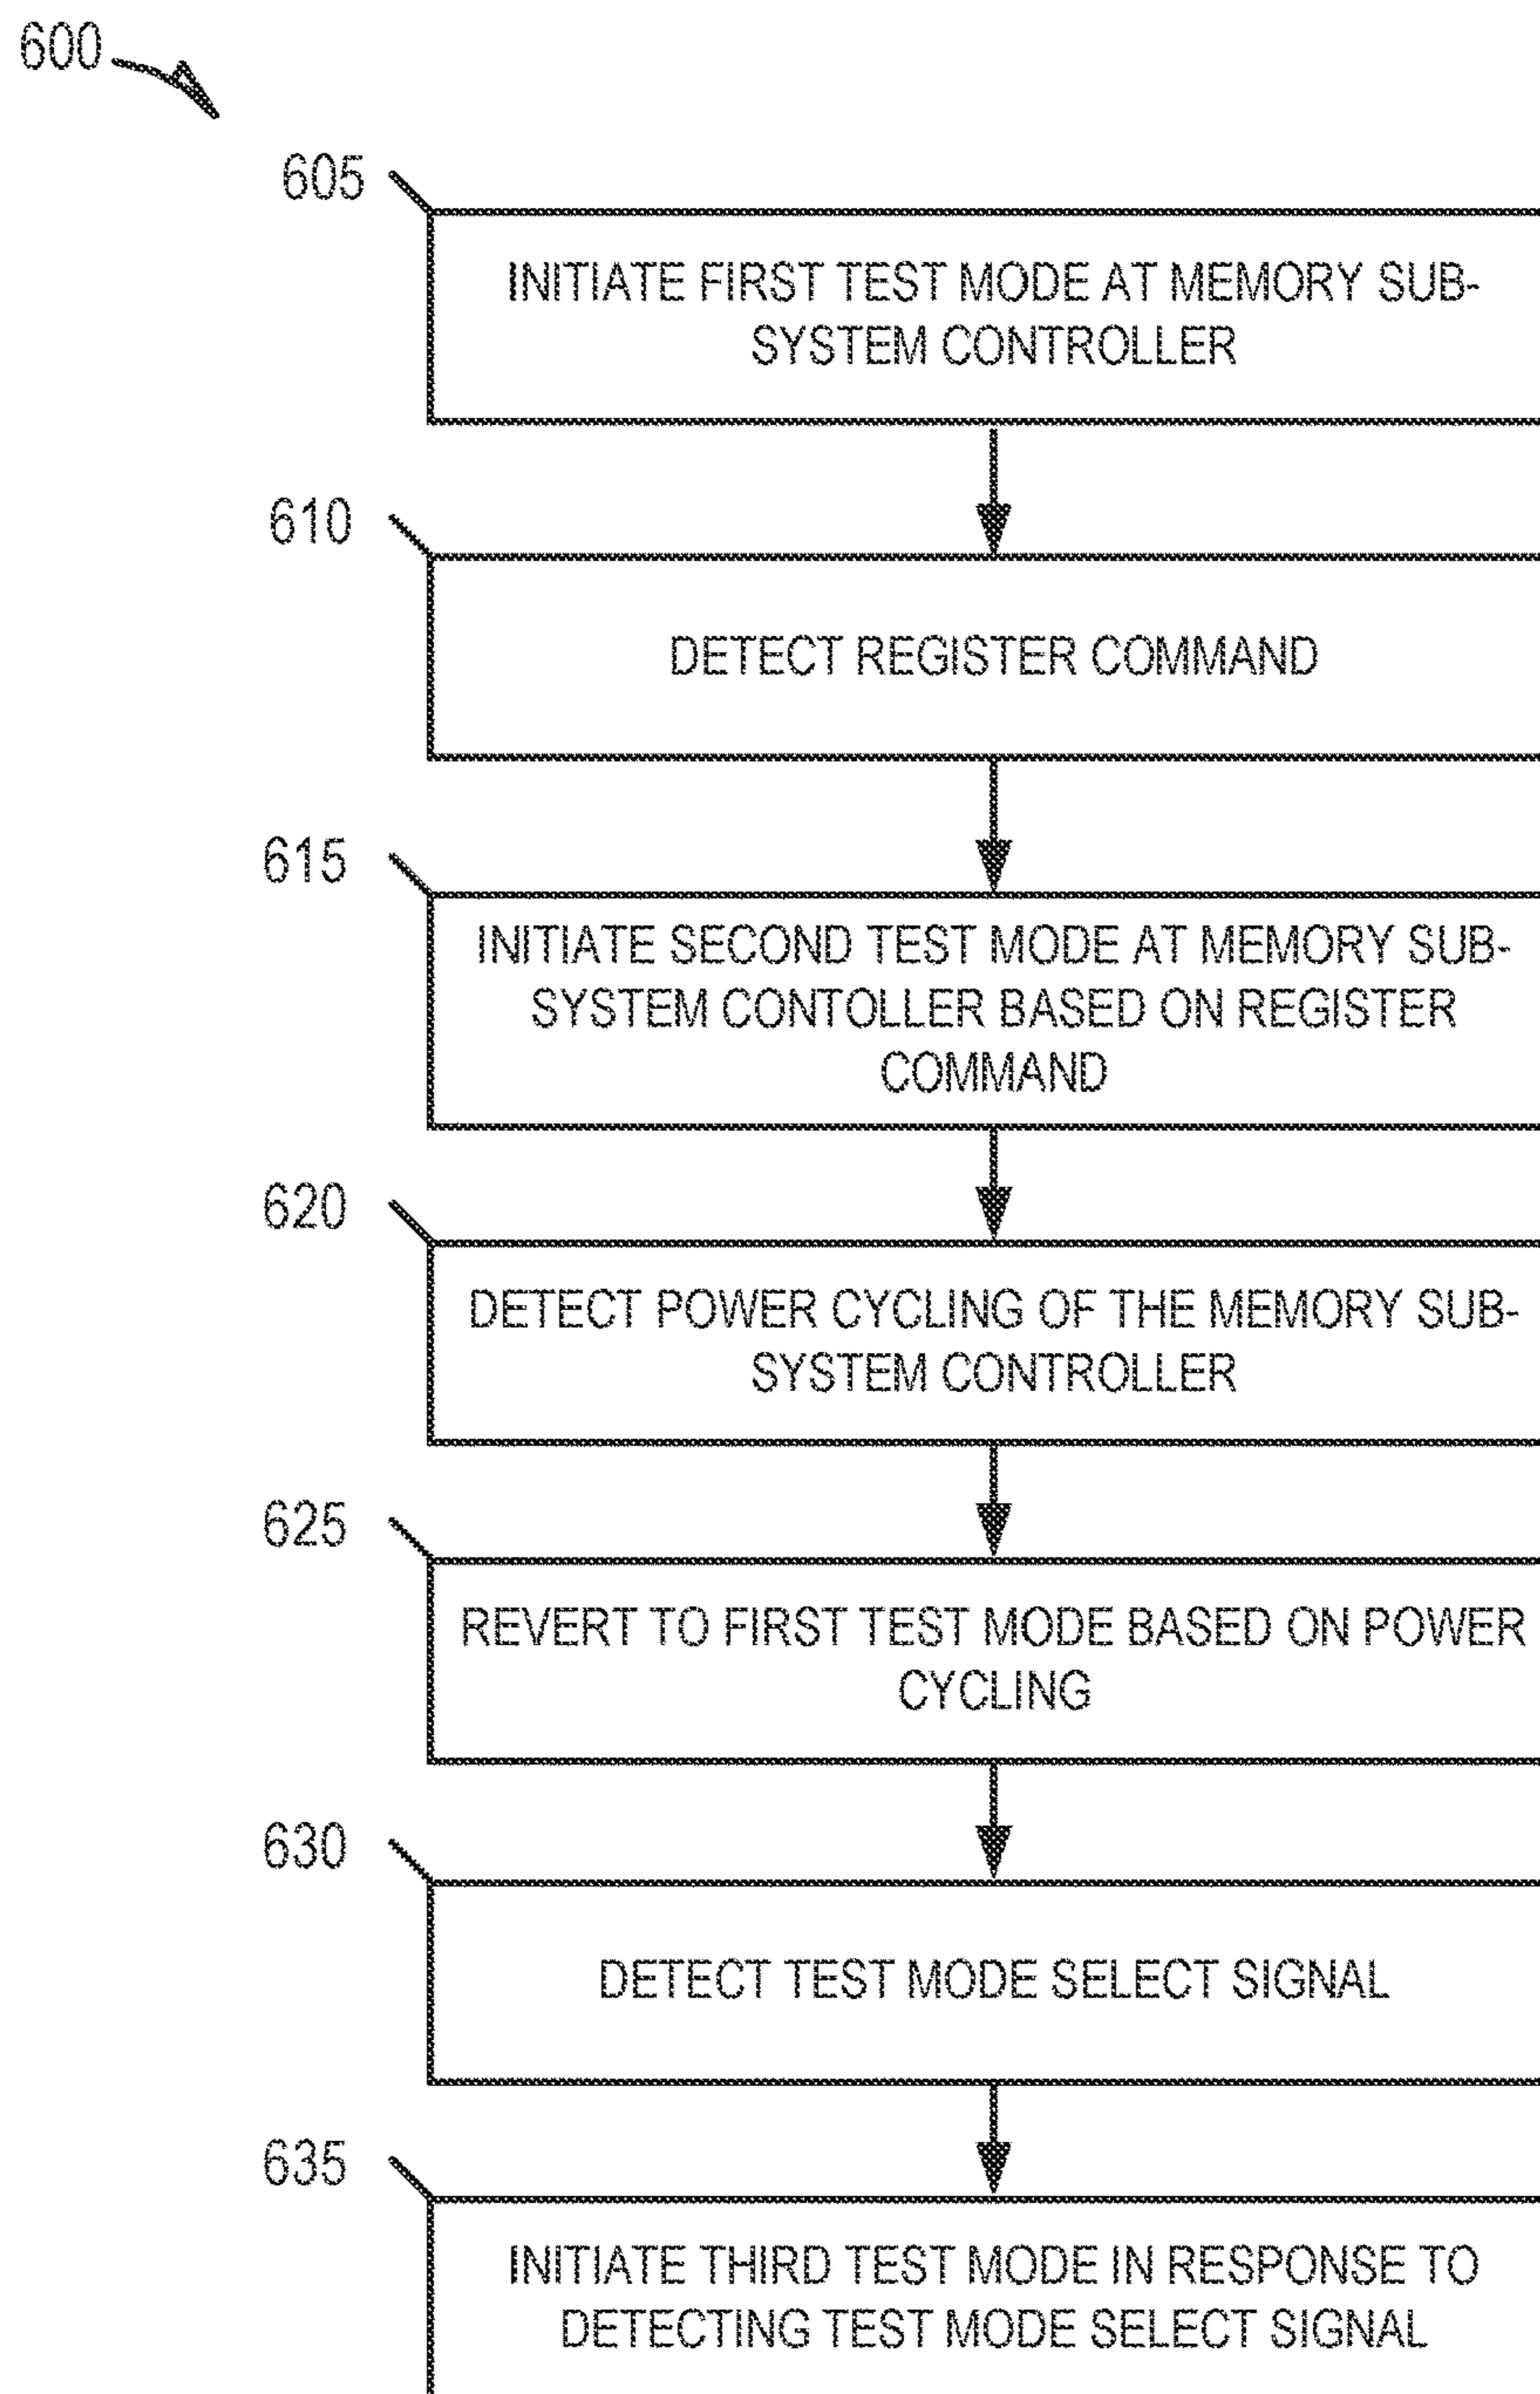 600
605
INITIATE FIRST TEST MODE AT MEMORY SUB-
SYSTEM CONTROLLER
610
DETECT REGISTER COMMAND
615
INITIATE SECOND TEST MODE AT MEMORY SUB-
SYSTEM CONTOLLER BASED ON REGISTER
COMMAND
620
DETECT POWER CYCLING OF THE MEMORY SUB-
SYSTEM CONTROLLER
625
REVERT TO FIRST TEST MODE BASED ON POWER
CYCLING
630
DETECT TEST MODE SELECT SIGNAL
635
INITIATE THIRD TEST MODE IN RESPONSE TO
DETECTING TEST MODE SELECT SIGNAL